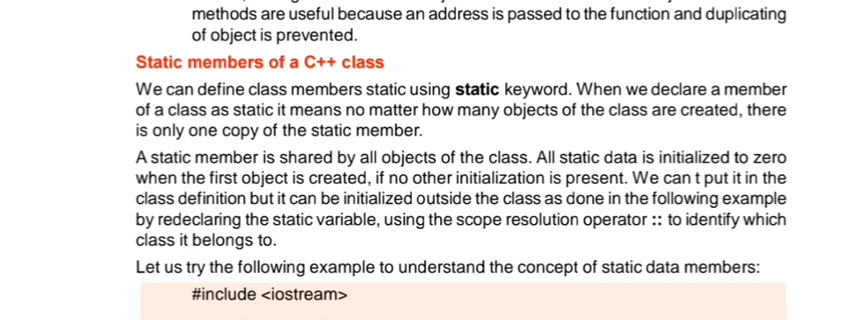 methods are useful because an address is passed to the function and duplicating
of object is prevented.
Static members of a C++ class
We can define class members static using static keyword. When we declare a member
of a class as static it means no matter how many objects of the class are created, there
is only one copy of the static member.
A static member is shared by all objects of the class. All static data is initialized to zero
when the first object is created, if no other initialization is present. We can t put it in the
class definition but it can be initialized outside the class as done in the following example
by redeclaring the static variable, using the scope resolution operator :: to identify which
class it belongs to.
Let us try the following example to understand the concept of static data members:
#include <iostream>